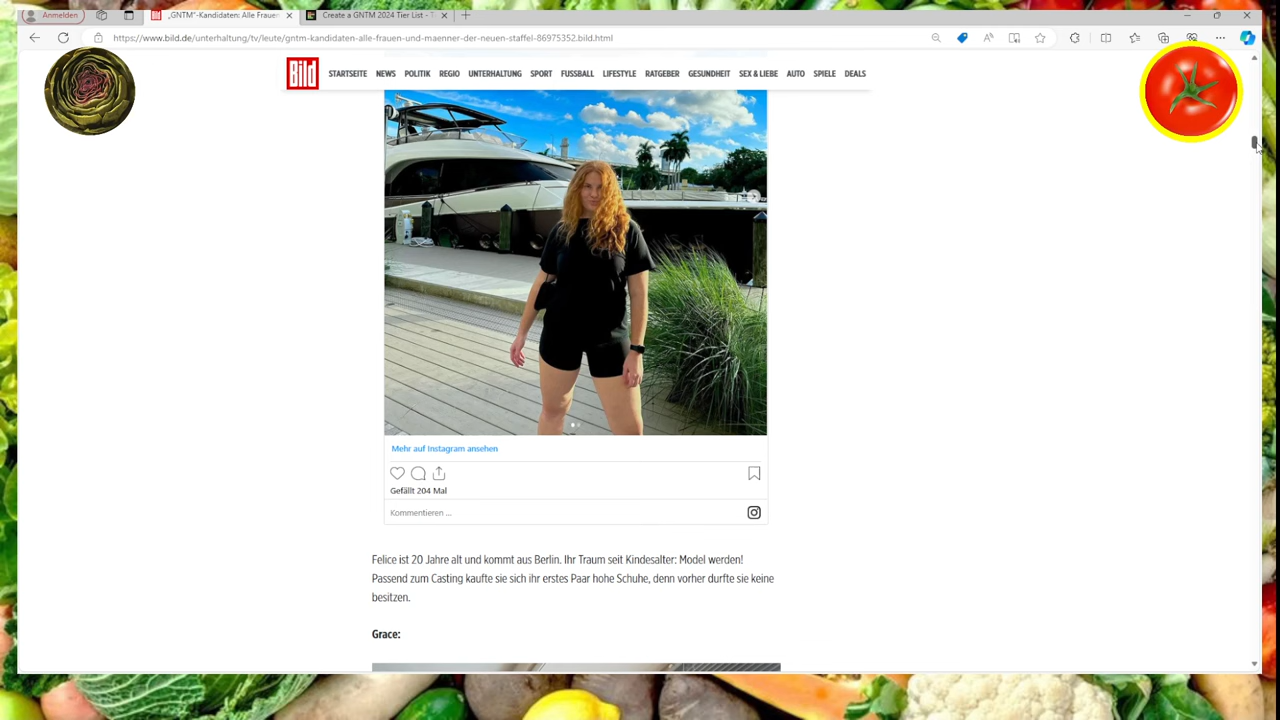 Anmelden
„GNTM"-Kandidaten: Alle Frauen
Create a GNTM 2024 Tier List - T
https://www.bild.de/unterhaltung/tv/leute/gntm-kandidaten-alle-frauen-und-maenner-der-neuen-staffel-86975352.bild.html
Bild
STARTSEITE NEWS POLITIK REGIO UNTERHALTUNG SPORT FUSSBALL LIFESTYLE RATGEBER GESUNDHEIT SEX & LIEBE AUTO SPIELE DEALS
Mehr auf Instagram ansehen
Gefällt 204 Mal
Kommentieren ...
Felice ist 20 Jahre alt und kommt aus Berlin. Ihr Traum seit Kindesalter: Model werden!
Passend zum Casting kaufte sie sich ihr erstes Paar hohe Schuhe, denn vorher durfte sie keine
besitzen.
Grace: